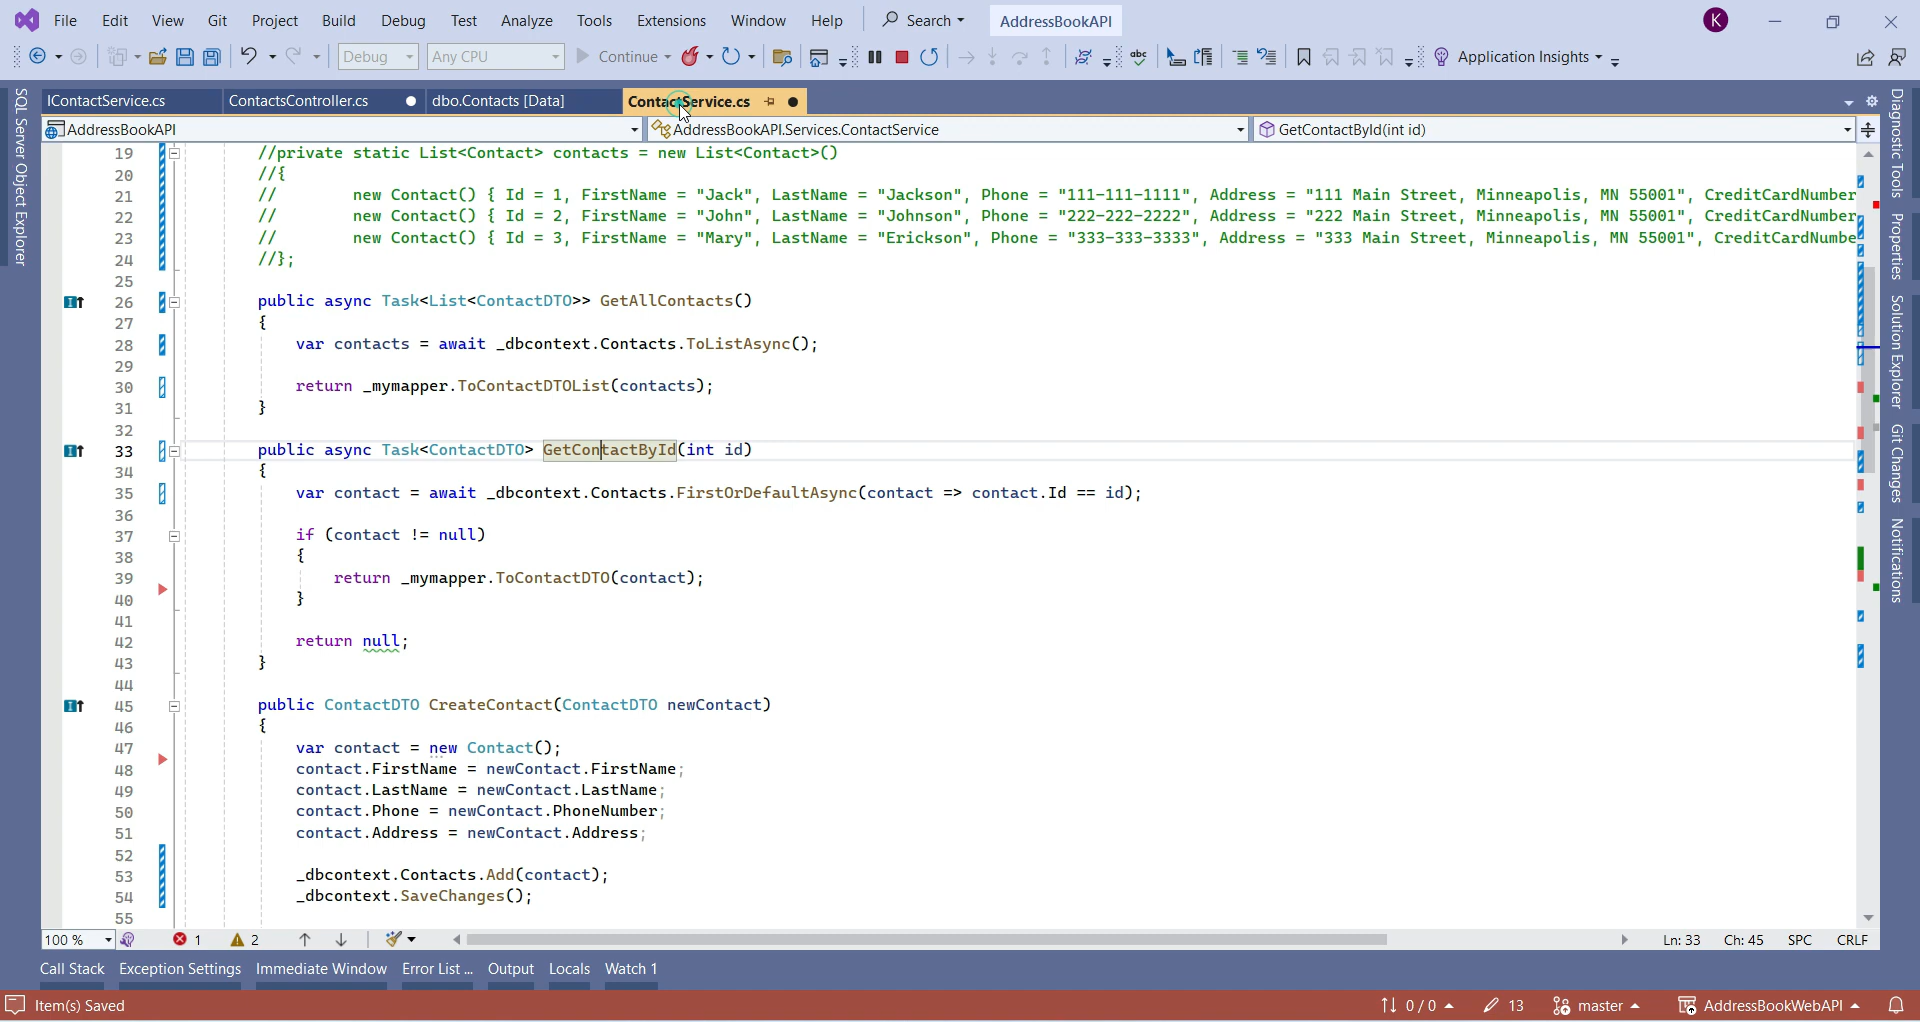 File Edit View Git Project Build Debug Test Analyze Tools Extensions Window Help Search AddressBookAPI K
Debug Any CPU Continue abc Application Insights
IContactService.cs ContactsController.cs dbo.Contacts [Data] ContactService.cs
AddressBookAPI AddressBookAPI.Services.ContactService GetContactById(int id)
SQL Server Object Explorer
19 //private static List<Contact> contacts = new List<Contact>()
20 //{
21 // new Contact() { Id = 1, FirstName = "Jack", LastName = "Jackson", Phone = "111-111-1111", Address = "111 Main Street, Minneapolis, MN 55001", CreditCardNumber
22 // new Contact() { Id = 2, FirstName = "John", LastName = "Johnson", Phone = "222-222-2222", Address = "222 Main Street, Minneapolis, MN 55001", CreditCardNumber
23 // new Contact() { Id = 3, FirstName = "Mary", LastName = "Erickson", Phone = "333-333-3333", Address = "333 Main Street, Minneapolis, MN 55001", CreditCardNumbe
24 //};
25
26 public async Task<List<ContactDTO>> GetAllContacts()
27 {
28 var contacts = await _dbcontext.Contacts.ToListAsync();
29
30 return _mymapper.ToContactDTOList(contacts);
31 }
32
33 public async Task<ContactDTO> GetContactById(int id)
34 {
35 var contact = await _dbcontext.Contacts.FirstOrDefaultAsync(contact => contact.Id == id);
36
37 if (contact != null)
38 {
39 return _mymapper.ToContactDTO(contact);
40 }
41
42 return null;
43 }
44
45 public ContactDTO CreateContact(ContactDTO newContact)
46 {
47 var contact = new Contact();
48 contact.FirstName = newContact.FirstName;
49 contact.LastName = newContact.LastName;
50 contact.Phone = newContact.PhoneNumber;
51 contact.Address = newContact.Address;
52
53 _dbcontext.Contacts.Add(contact);
54 _dbcontext.SaveChanges();
55
Diagnostic Tools
Properties
Solution Explorer
Git Changes
Notifications
100 % 1 2 Ln: 33 Ch: 45 SPC CRLF
Call Stack Exception Settings Immediate Window Error List ... Output Locals Watch 1
Item(s) Saved 0 / 0 13 master AddressBookWebAPI